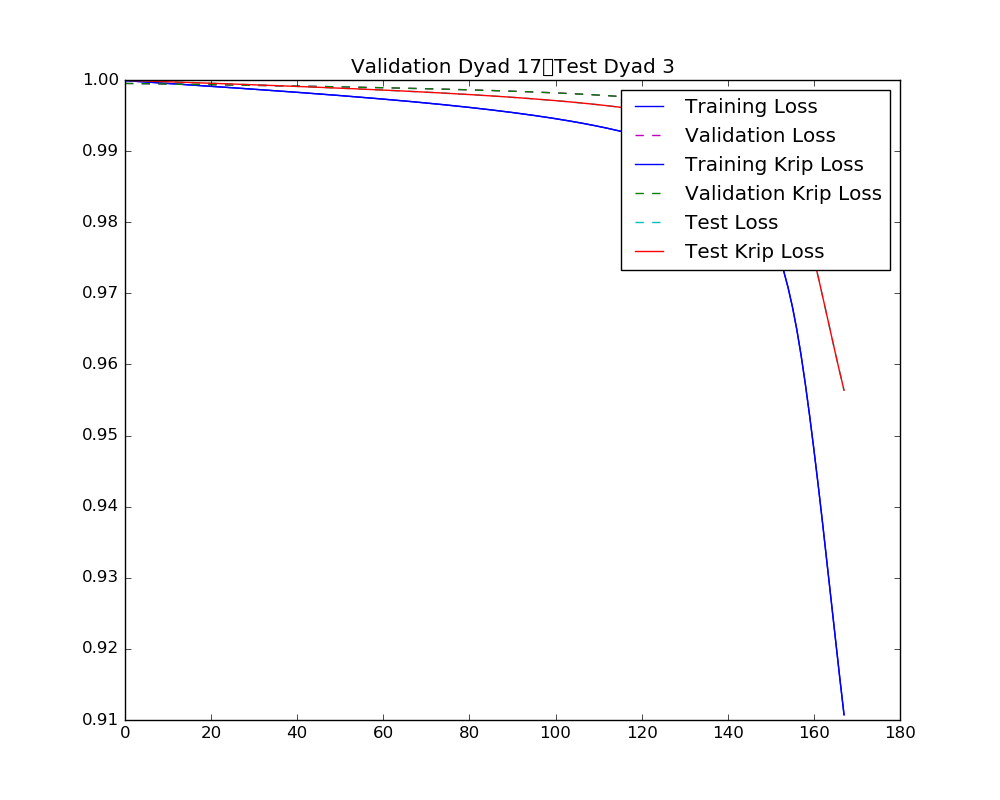 Validation Dyad 17▯Test Dyad 3
1.00
0.99
0.98
0.97
0.96
0.95
0.94
0.93
0.92
0.91
0 20 40 60 80 100 120 140 160 180
Training Loss
Validation Loss
Training Krip Loss
Validation Krip Loss
Test Loss
Test Krip Loss